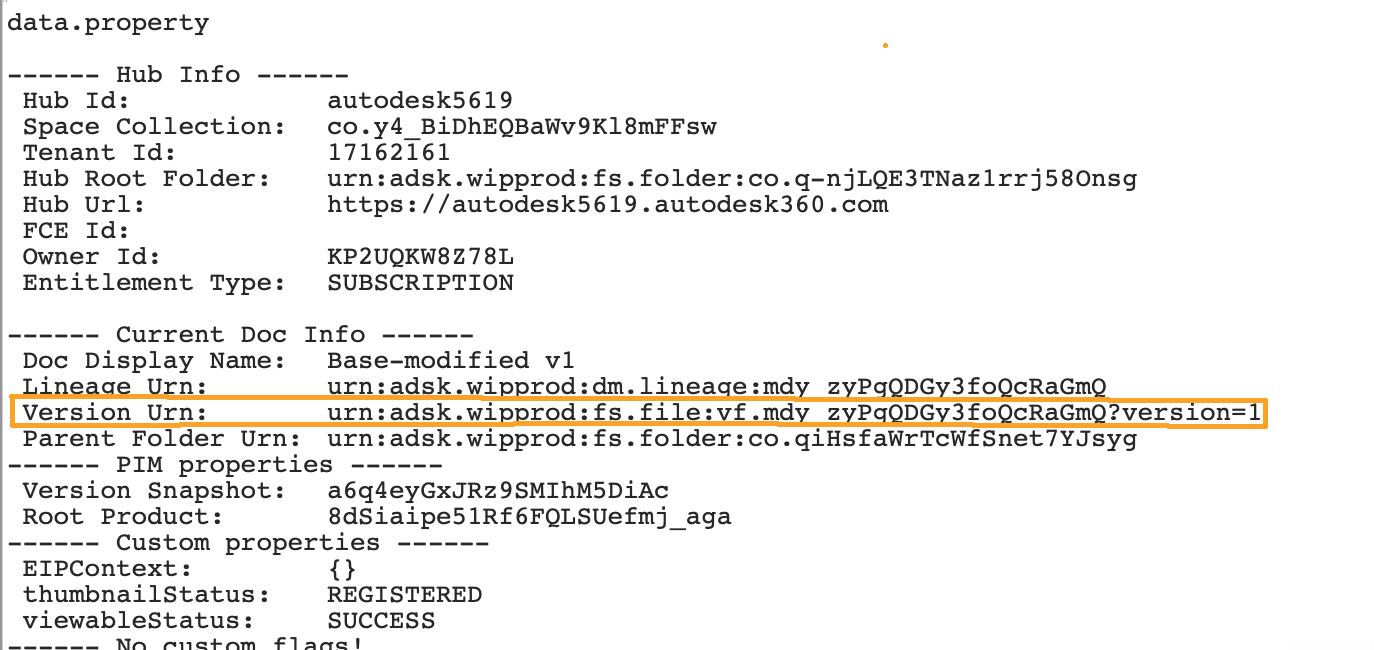 data.property
------ Hub Info ------
Hub Id: autodesk5619
Space Collection: co.y4_BiDhEQBaWv9Kl8mFFsw
Tenant Id: 17162161
Hub Root Folder: urn:adsk.wipprod:fs.folder:co.q-njLQE3TNaz1rrj58Onsg
Hub Url: https://autodesk5619.autodesk360.com
FCE Id:
Owner Id: KP2UQKW8Z78L
Entitlement Type: SUBSCRIPTION
------ Current Doc Info ------
Doc Display Name: Base-modified v1
Lineage Urn: urn:adsk.wipprod:dm.lineage:mdy_zyPgQDGy3foQcRaGmQ
Version Urn: urn:adsk.wipprod:fs.file:vf.mdy_zyPgQDGy3foQcRaGmQ?version=1
Parent Folder Urn: urn:adsk.wipprod:fs.folder:co.qiHsfaWrTcWfSnet7YJsyg
------ PIM properties ------
Version Snapshot: a6q4eyGxJRz9SMIhM5DiAc
Root Product: 8dSiaipe51Rf6FQLSUefmj_aga
------ Custom properties ------
EIPContext: {}
thumbnailStatus: REGISTERED
viewableStatus: SUCCESS
------ No custom flags!